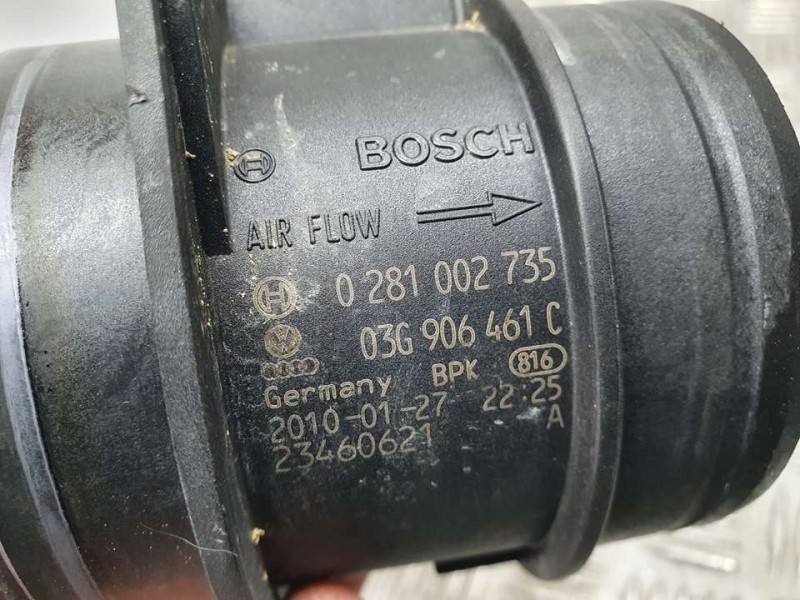 BOSCH
AIR FLOW
0 281 002 735
03G 906 461 C
Germany BPK 816
2010-01-27 22:25
23460621 A